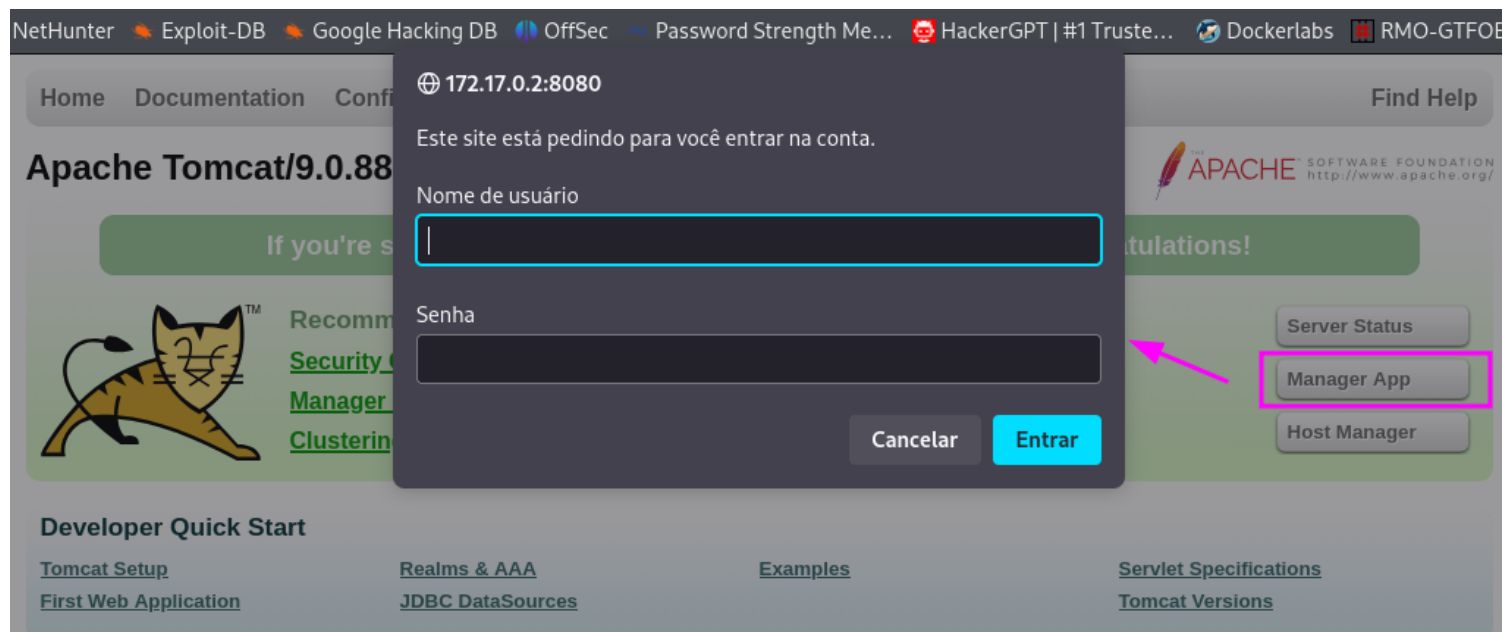 NetHunter Exploit-DB Google Hacking DB OffSec Password Strength Me... HackerGPT | #1 Truste... Dockerlabs RMO-GTFOB
172.17.0.2:8080
Home Documentation Confi Find Help
Este site está pedindo para você entrar na conta.
Apache Tomcat/9.0.88
THE APACHE SOFTWARE FOUNDATION
http://www.apache.org/
Nome de usuário
If you're s tulations!
TM
Recomm
Senha
Server Status
Security
Manager App
Manager
Clustering
Host Manager
Cancelar Entrar
Developer Quick Start
Tomcat Setup Realms & AAA Examples Servlet Specifications
First Web Application JDBC DataSources Tomcat Versions